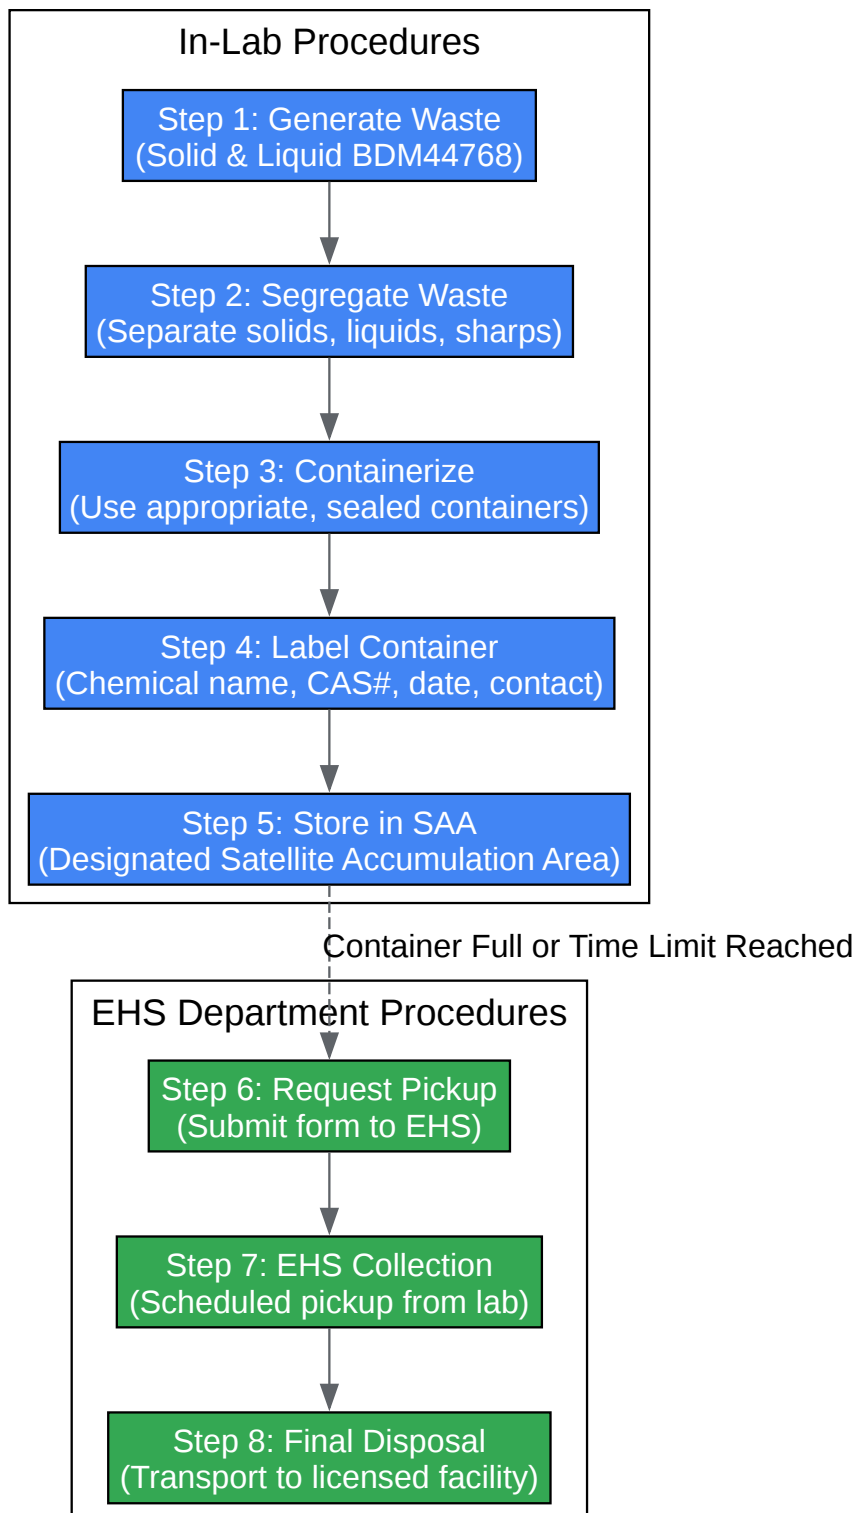 In-Lab Procedures
Step 1: Generate Waste
(Solid & Liquid BDM44768)
Step 2: Segregate Waste
(Separate solids, liquids, sharps)
Step 3: Containerize
(Use appropriate, sealed containers)
Step 4: Label Container
(Chemical name, CAS#, date, contact)
Step 5: Store in SAA
(Designated Satellite Accumulation Area)
Container Full or Time Limit Reached
EHS Department Procedures
Step 6: Request Pickup
(Submit form to EHS)
Step 7: EHS Collection
(Scheduled pickup from lab)
Step 8: Final Disposal
(Transport to licensed facility)